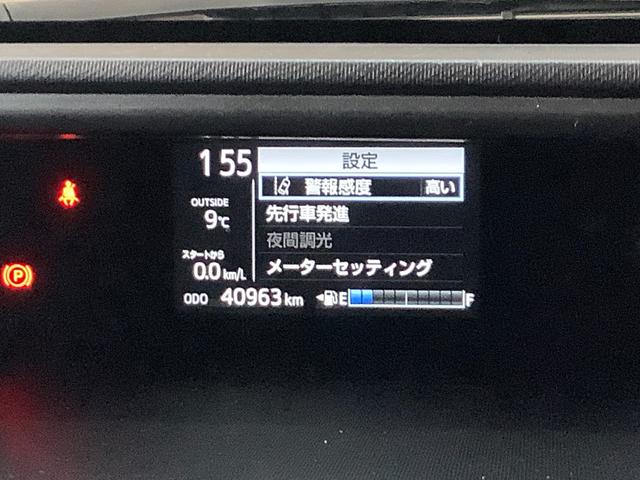 1 55
設定
警報感度 高い
OUTSIDE
9℃
先行車発進
夜間調光
スタートから
0.0 km/L
メーターセッティング
ODO 40963 km
E F
P